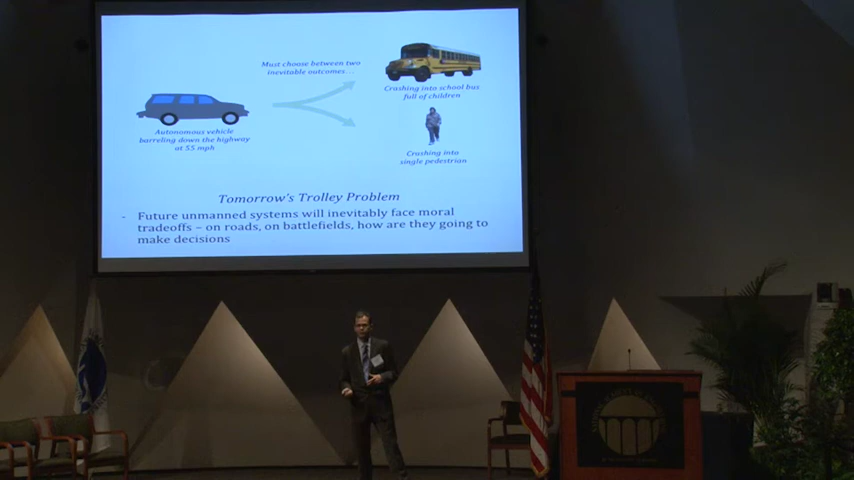 Must choose between two
inevitable outcomes...
Crashing into school bus
full of children
Autonomous vehicle
barreling down the highway
at 55 mph
Crashing into
single pedestrian
Tomorrow's Trolley Problem
- Future unmanned systems will inevitably face moral
tradeoffs – on roads, on battlefields, how are they going to
make decisions